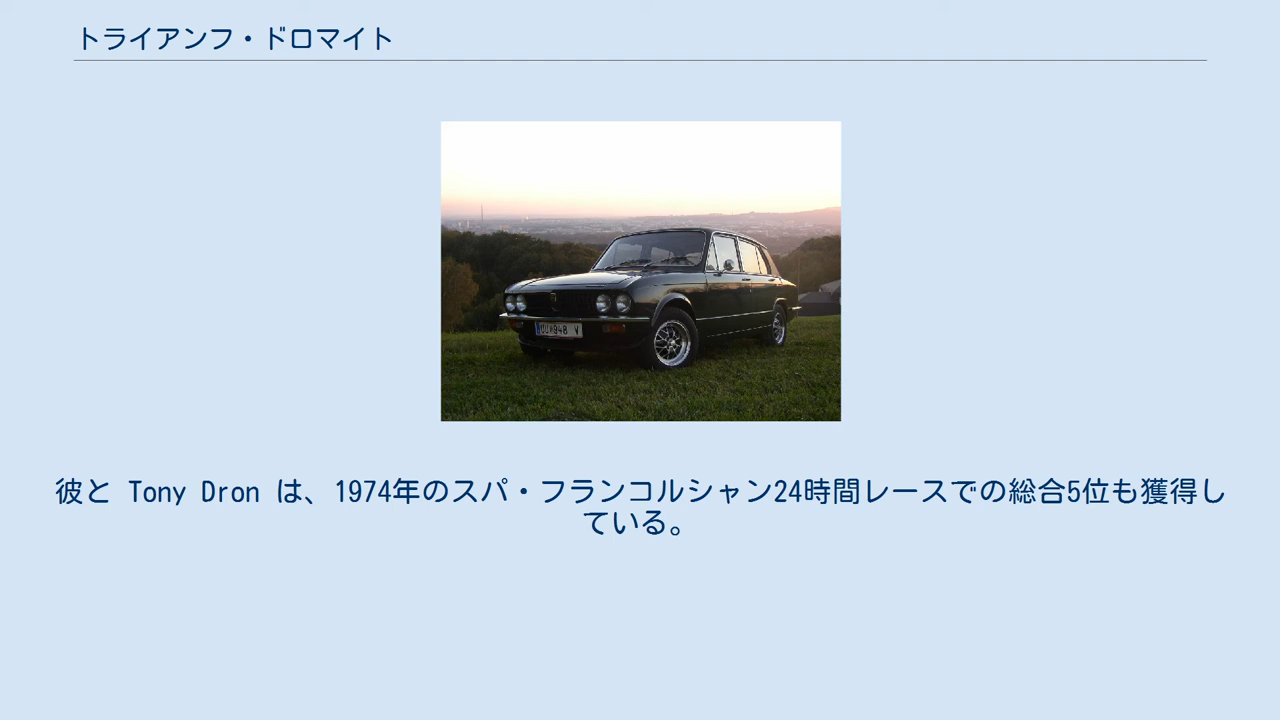 トライアンフ・ドロマイト
彼と Tony Dron は、1974年のスパ・フランコルシャン24時間レースでの総合5位も獲得し
ている。